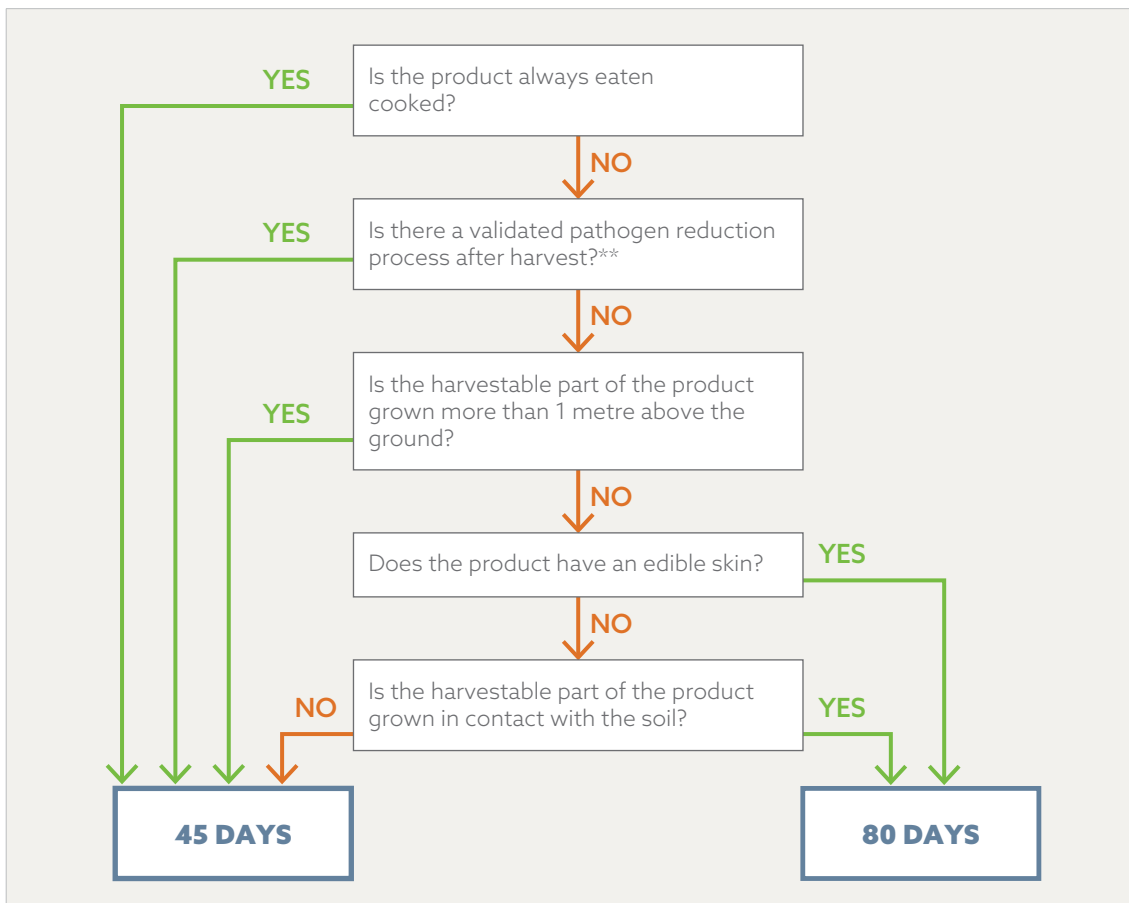 YES
Is the product always eaten
cooked?
NO
YES
Is there a validated pathogen reduction
process after harvest?**
NO
YES
Is the harvestable part of the product
grown more than 1 metre above the
ground?
NO
Does the product have an edible skin?
YES
NO
NO
Is the harvestable part of the product
grown in contact with the soil?
YES
45 DAYS
80 DAYS